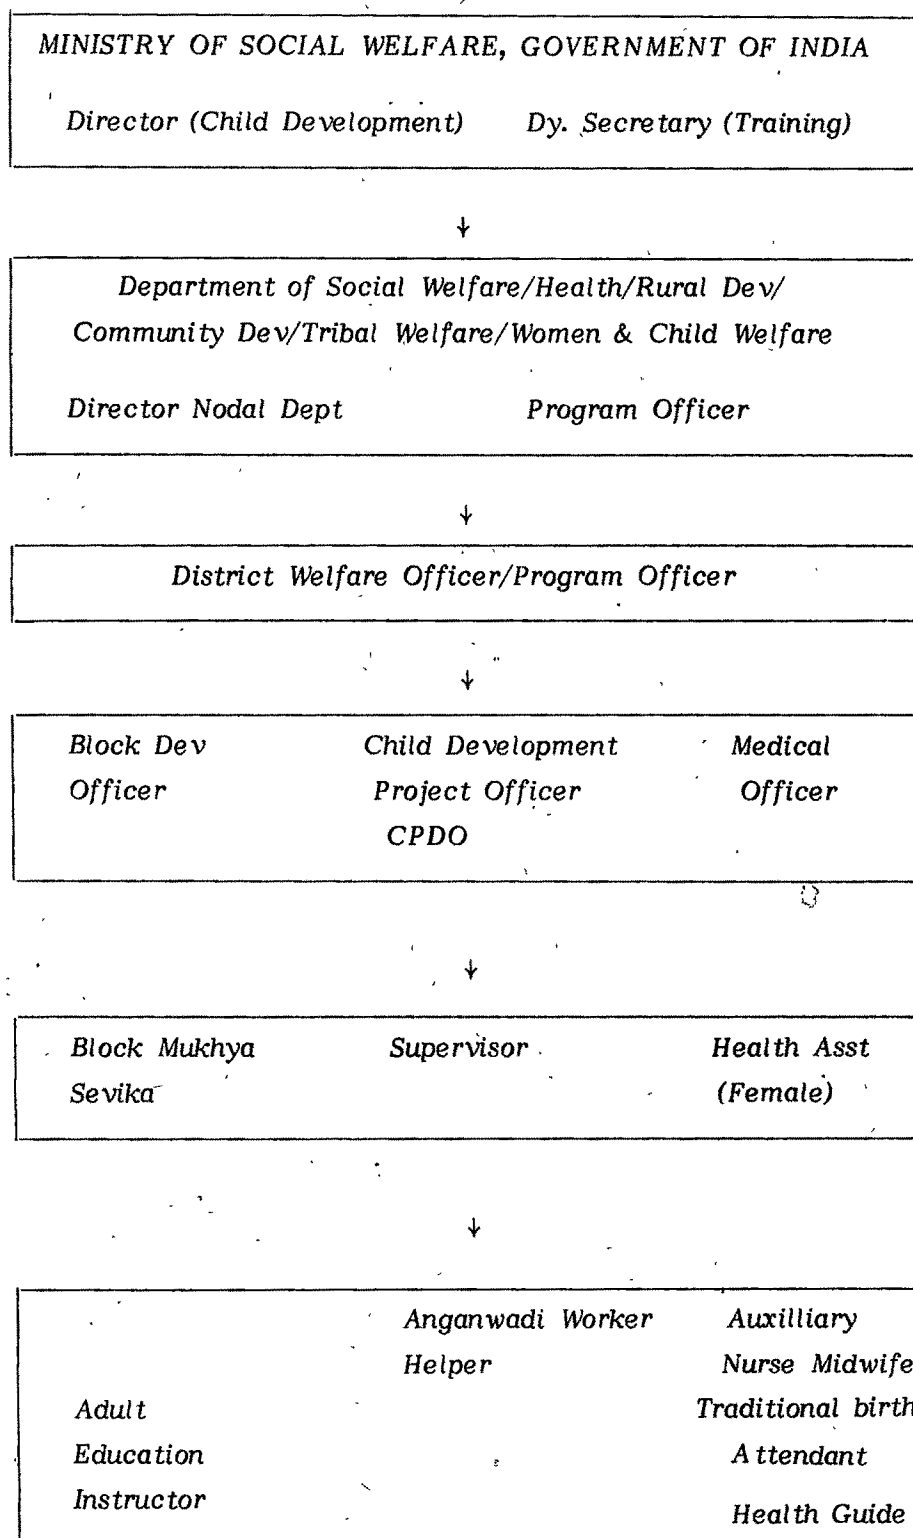 MINISTRY OF SOCIAL WELFARE, GOVERNMENT OF INDIA
Director (Child Development) Dy. Secretary (Training)
↓
Department of Social Welfare/Health/Rural Dev/
Community Dev/Tribal Welfare/Women & Child Welfare
Director Nodal Dept Program Officer
↓
District Welfare Officer/Program Officer
↓
Block Dev Child Development Medical
Officer Project Officer Officer
CPDO
↓
Block Mukhya Supervisor Health Asst
Sevika (Female)
↓
Anganwadi Worker Auxilliary
Helper Nurse Midwife
Adult Traditional birth
Education Attendant
Instructor Health Guide